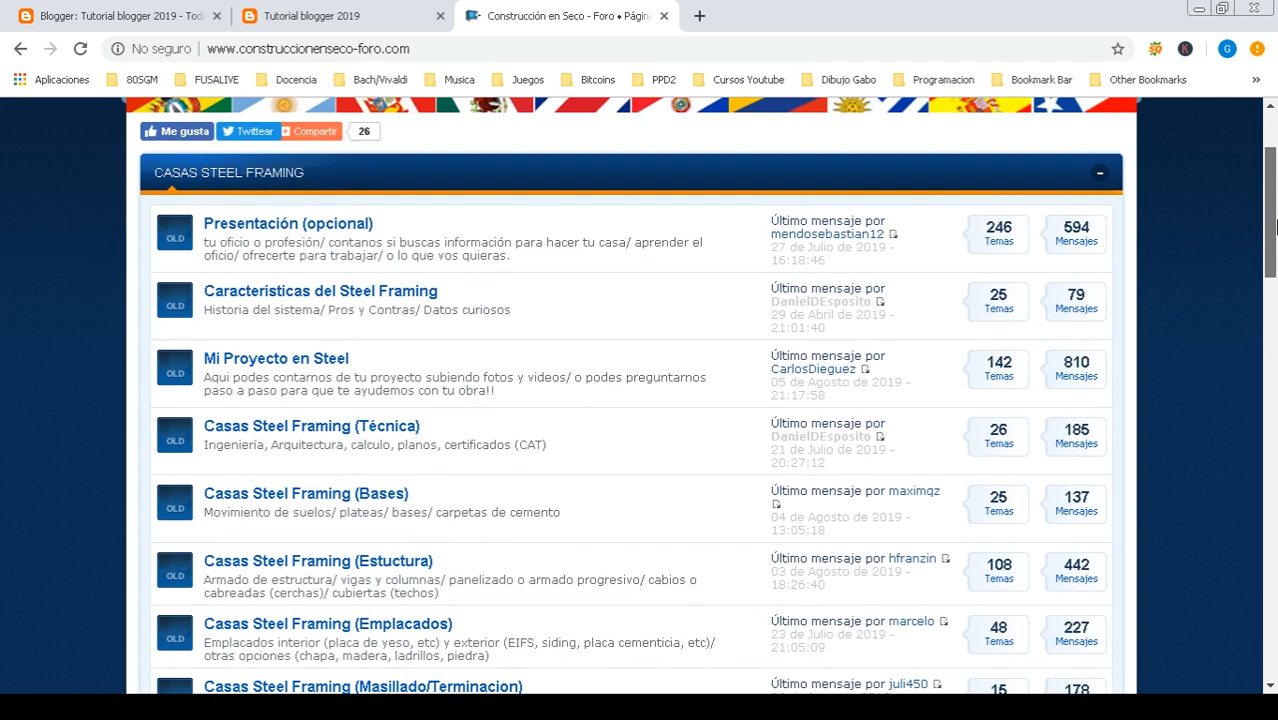 Blogger: Tutorial blogger 2019 - Tod
Tutorial blogger 2019
Construcción en Seco - Foro • Págin
No seguro
www.construccionenseco-foro.com
G
Aplicaciones
80SGM
FUSALIVE
Docencia
Bach/Vivaldi
Musica
Juegos
Bitcoins
PPD2
Cursos Youtube
Dibujo Gabo
Programacion
Bookmark Bar
Other Bookmarks
Me gusta
Twittear
Compartir
26
CASAS STEEL FRAMING
OLD
Presentación (opcional)
tu oficio o profesión/ contanos si buscas información para hacer tu casa/ aprender el
oficio/ ofrecerte para trabajar/ o lo que vos quieras.
Último mensaje por
mendosebastian12
27 de Julio de 2019 -
16:18:46
246
Temas
594
Mensajes
OLD
Caracteristicas del Steel Framing
Historia del sistema/ Pros y Contras/ Datos curiosos
Último mensaje por
DanielDEsposito
29 de Abril de 2019 -
21:01:40
25
Temas
79
Mensajes
OLD
Mi Proyecto en Steel
Aqui podes contarnos de tu proyecto subiendo fotos y videos/ o podes preguntarnos
paso a paso para que te ayudemos con tu obra!!
Último mensaje por
CarlosDieguez
05 de Agosto de 2019 -
21:17:58
142
Temas
810
Mensajes
OLD
Casas Steel Framing (Técnica)
Ingeniería, Arquitectura, calculo, planos, certificados (CAT)
Último mensaje por
DanielDEsposito
21 de Julio de 2019 -
20:27:12
26
Temas
185
Mensajes
OLD
Casas Steel Framing (Bases)
Movimiento de suelos/ plateas/ bases/ carpetas de cemento
Último mensaje por maximqz
04 de Agosto de 2019 -
13:05:18
25
Temas
137
Mensajes
OLD
Casas Steel Framing (Estuctura)
Armado de estructura/ vigas y columnas/ panelizado o armado progresivo/ cabios o
cabreadas (cerchas)/ cubiertas (techos)
Último mensaje por hfranzin
03 de Agosto de 2019 -
18:26:40
108
Temas
442
Mensajes
OLD
Casas Steel Framing (Emplacados)
Emplacados interior (placa de yeso, etc) y exterior (EIFS, siding, placa cementicia, etc)/
otras opciones (chapa, madera, ladrillos, piedra)
Último mensaje por marcelo
23 de Julio de 2019 -
21:05:09
48
Temas
227
Mensajes
Casas Steel Framing (Masillado/Terminacion)
Último mensaje por juli450
15
178